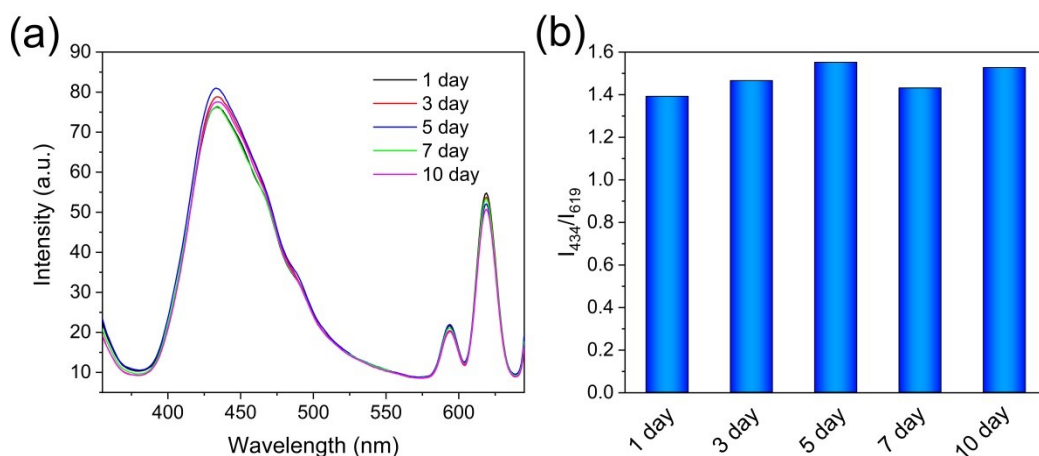 (a)
90
80
70
60
50
40
30
20
10
Intensity (a.u.)
1 day
3 day
5 day
7 day
10 day
400 450 500 550 600
Wavelength (nm)
(b)
1.6
1.4
1.2
1.0
0.8
0.6
0.4
0.2
0.0
I434/I619
1 day 3 day 5 day 7 day 10 day